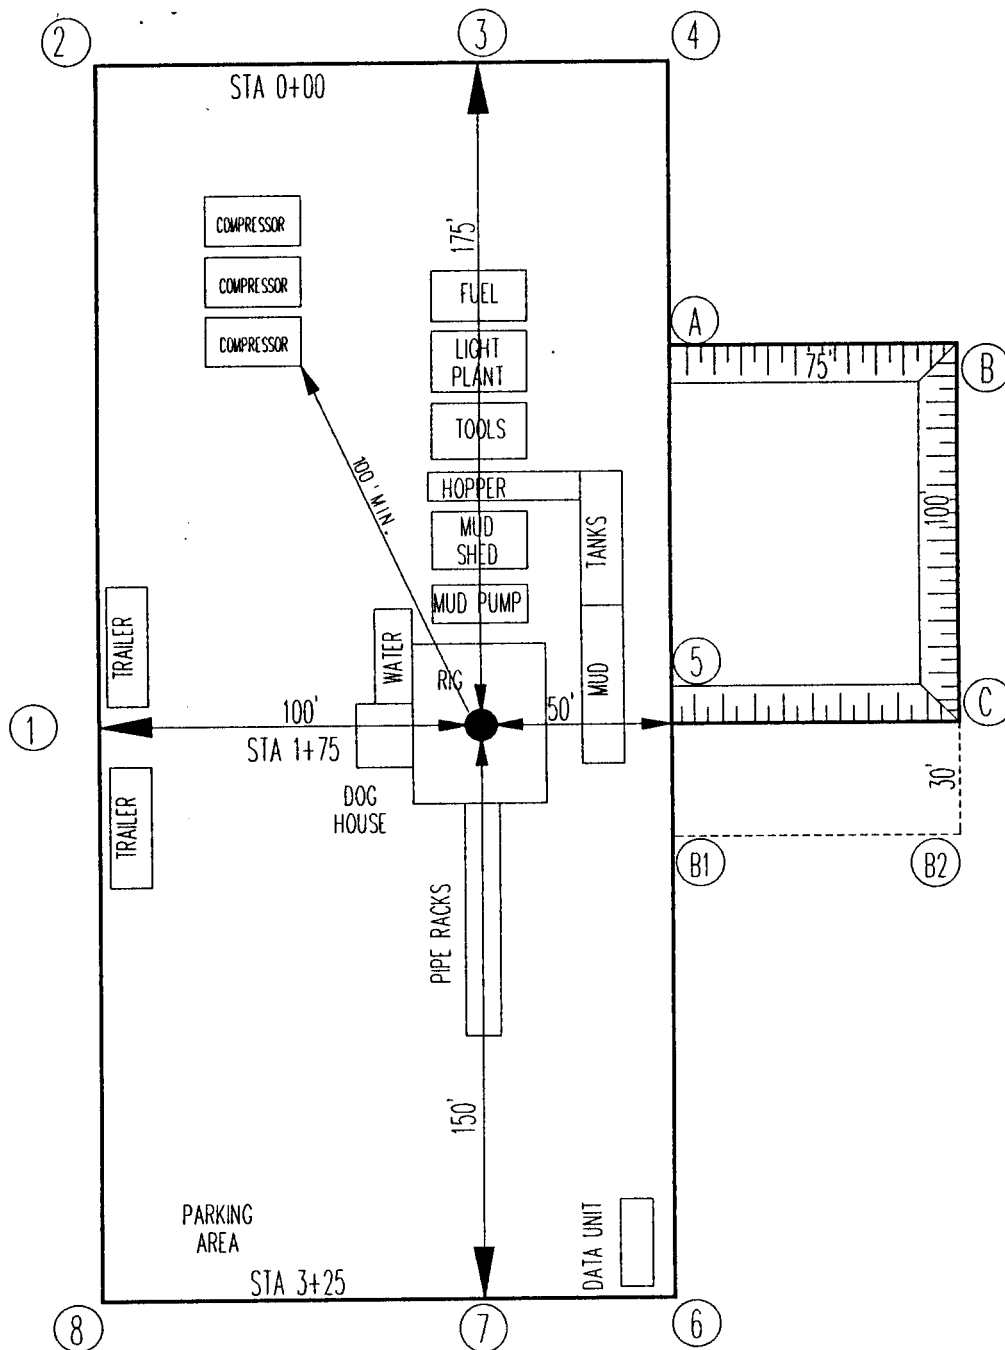 2
3
4
STA 0+00
175'
COMPRESSOR
COMPRESSOR
COMPRESSOR
FUEL
LIGHT
PLANT
TOOLS
HOPPER
MUD
SHED
MUD PUMP
TANKS
MUD
100' MIN.
A
75'
B
100'
5
C
30'
B1
B2
TRAILER
WATER
RIG
1
100'
50'
STA 1+75
DOG
HOUSE
TRAILER
PIPE RACKS
150'
PARKING
AREA
DATA UNIT
STA 3+25
8
7
6